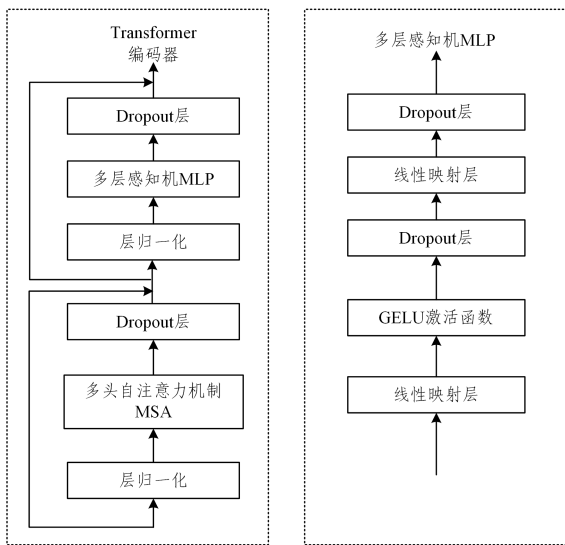 Transformer
编码器
Dropout层
多层感知机MLP
层归一化
Dropout层
多头自注意力机制
MSA
层归一化
多层感知机MLP
Dropout层
线性映射层
Dropout层
GELU激活函数
线性映射层